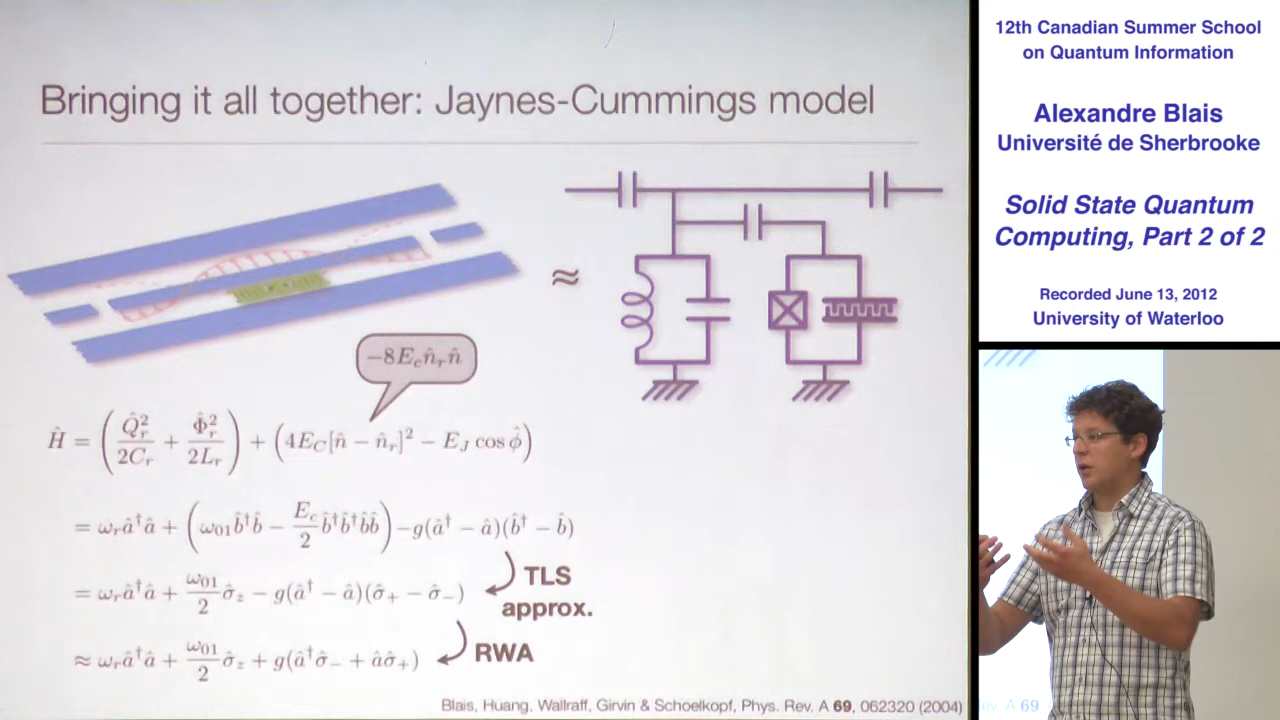 Bringing it all together: Jaynes-Cummings model
≈
−8E_c n̂_r n̂
Ĥ = ( Q̂_r² / 2C_r + Φ̂_r² / 2L_r ) + ( 4E_C[n̂ − n̂_r]² − E_J cos φ̂ )
= ω_r â†â + ( ω_01 b̂†b̂ − E_c/2 b̂†b̂†b̂b̂ ) − g(â† − â)(b̂† − b̂)
= ω_r â†â + ω_01/2 σ̂_z − g(â† − â)(σ̂_+ − σ̂_−)
TLS
approx.
≈ ω_r â†â + ω_01/2 σ̂_z + g(â†σ̂_− + âσ̂_+)
RWA
Blais, Huang, Wallraff, Girvin & Schoelkopf, Phys. Rev. A 69, 062320 (2004)
12th Canadian Summer School
on Quantum Information
Alexandre Blais
Université de Sherbrooke
Solid State Quantum
Computing, Part 2 of 2
Recorded June 13, 2012
University of Waterloo
ev. A 69